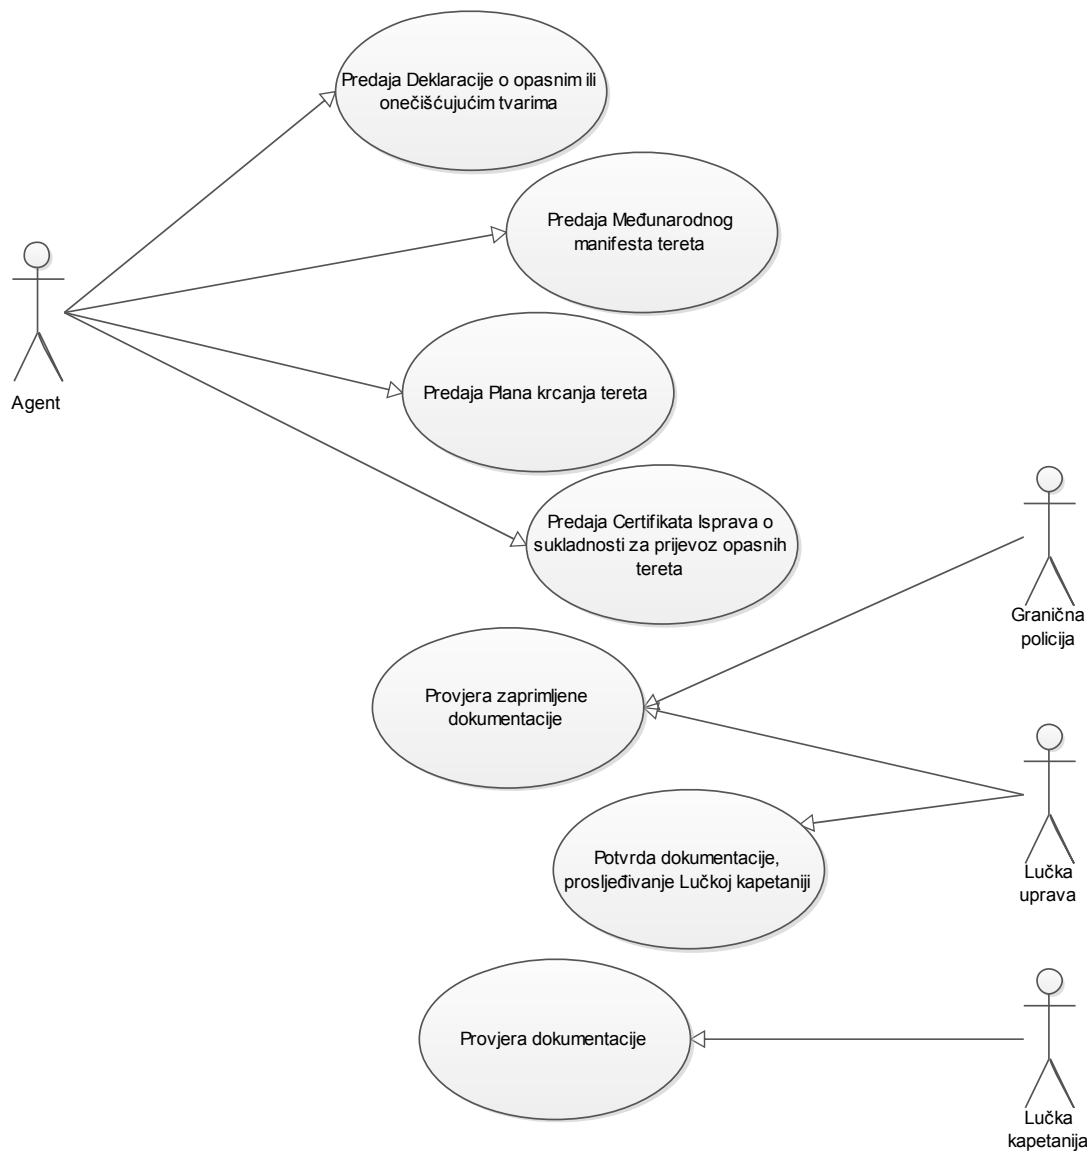 Predaja Deklaracije o opasnim ili
onečišćujućim tvarima
Predaja Međunarodnog
manifesta tereta
Agent
Predaja Plana krcanja tereta
Predaja Certifikata Isprava o
sukladnosti za prijevoz opasnih
tereta
Granična
policija
Provjera zaprimljene
dokumentacije
Potvrda dokumentacije,
prosljeđivanje Lučkoj kapetaniji
Lučka
uprava
Provjera dokumentacije
Lučka
kapetanija